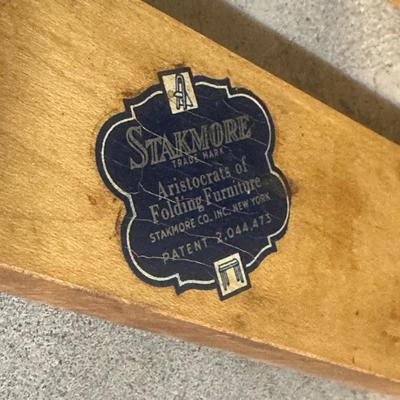 STAKMORE
TRADE MARK
Aristocrats of
Folding Furniture
STAKMORE CO., INC. NEW YORK
PATENT 2,044,473